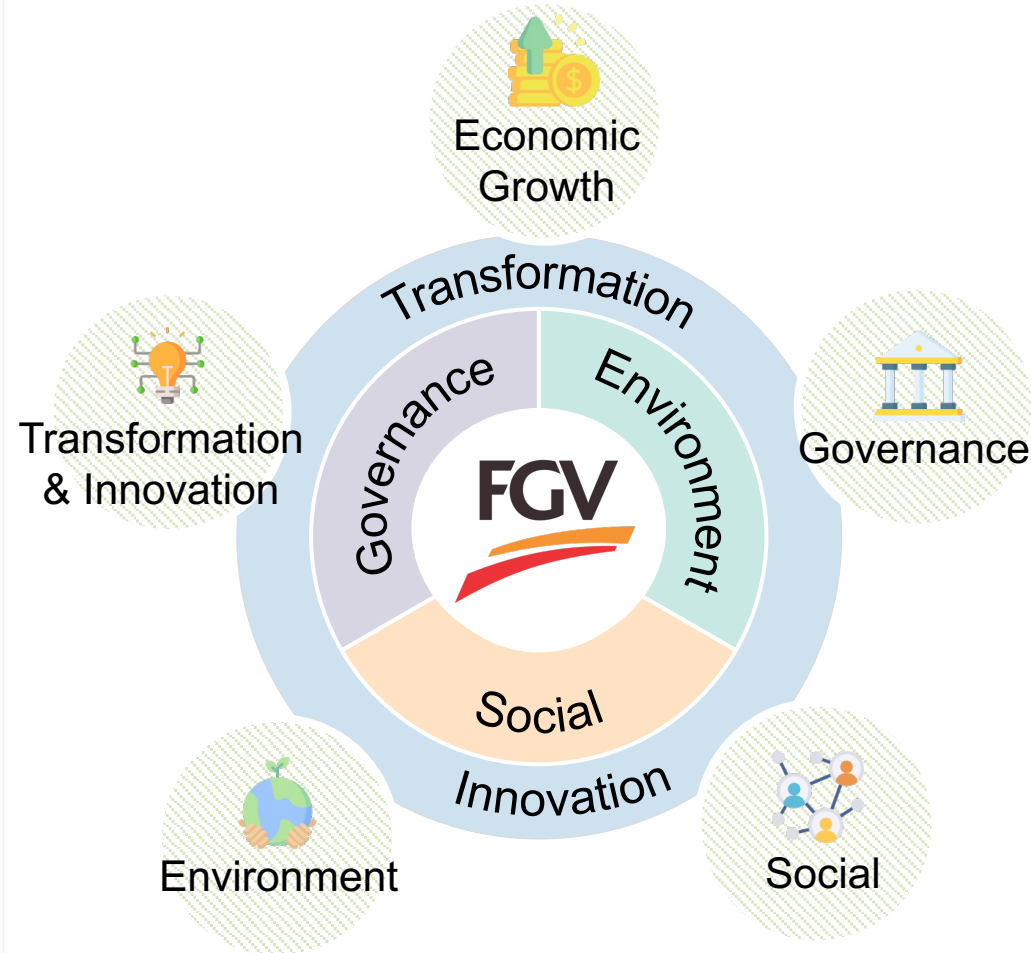 $
Economic
Growth
Transformation
Governance
Environment
Transformation
& Innovation
FGV
Governance
Social
Innovation
Environment
Social